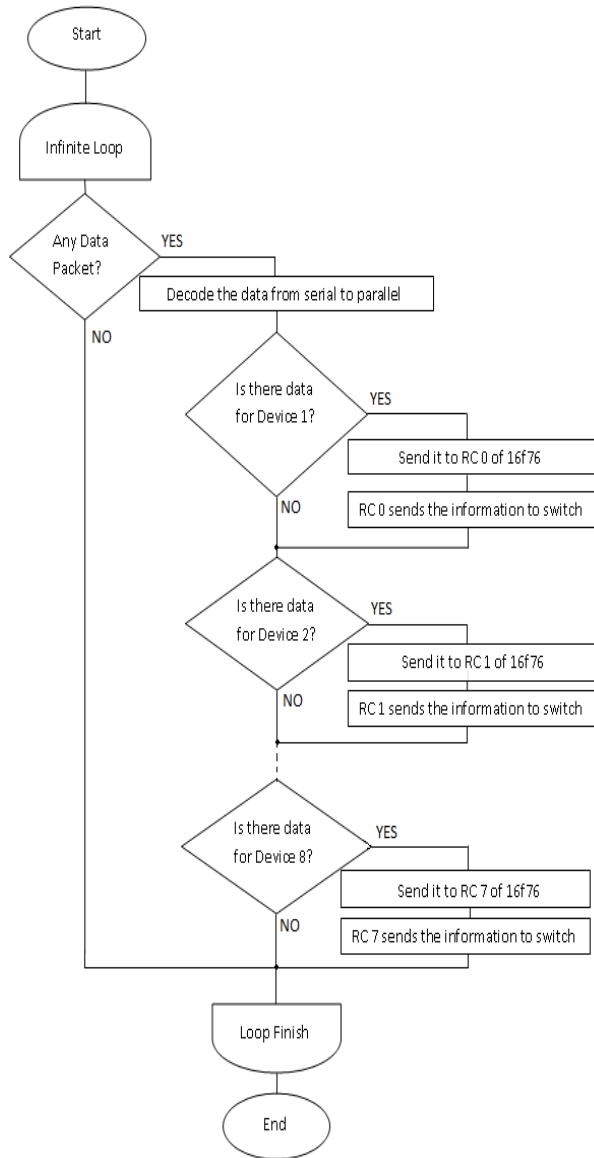 Start
Infinite Loop
Any Data
Packet?
YES
Decode the data from serial to parallel
NO
Is there data
for Device 1?
YES
Send it to RC 0 of 16f76
RC 0 sends the information to switch
NO
Is there data
for Device 2?
YES
Send it to RC 1 of 16f76
RC 1 sends the information to switch
NO
Is there data
for Device 8?
YES
Send it to RC 7 of 16f76
RC 7 sends the information to switch
NO
Loop Finish
End